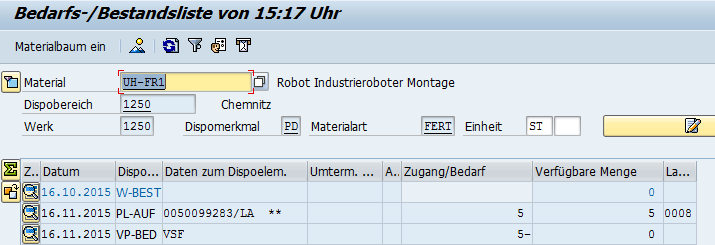 Bedarfs-/Bestandsliste von 15:17 Uhr
Materialbaum ein
Material UH-FR1 Robot Industrieroboter Montage
Dispobereich 1250 Chemnitz
Werk 1250 Dispomerkmal PD Materialart FERT Einheit ST
Z.. Datum Dispo... Daten zum Dispoelem. Umterm. ... A.. Zugang/Bedarf Verfügbare Menge La...
16.10.2015 W-BEST 0
16.11.2015 PL-AUF 0050099283/LA ** 5 5 0008
16.11.2015 VP-BED VSF 5- 0